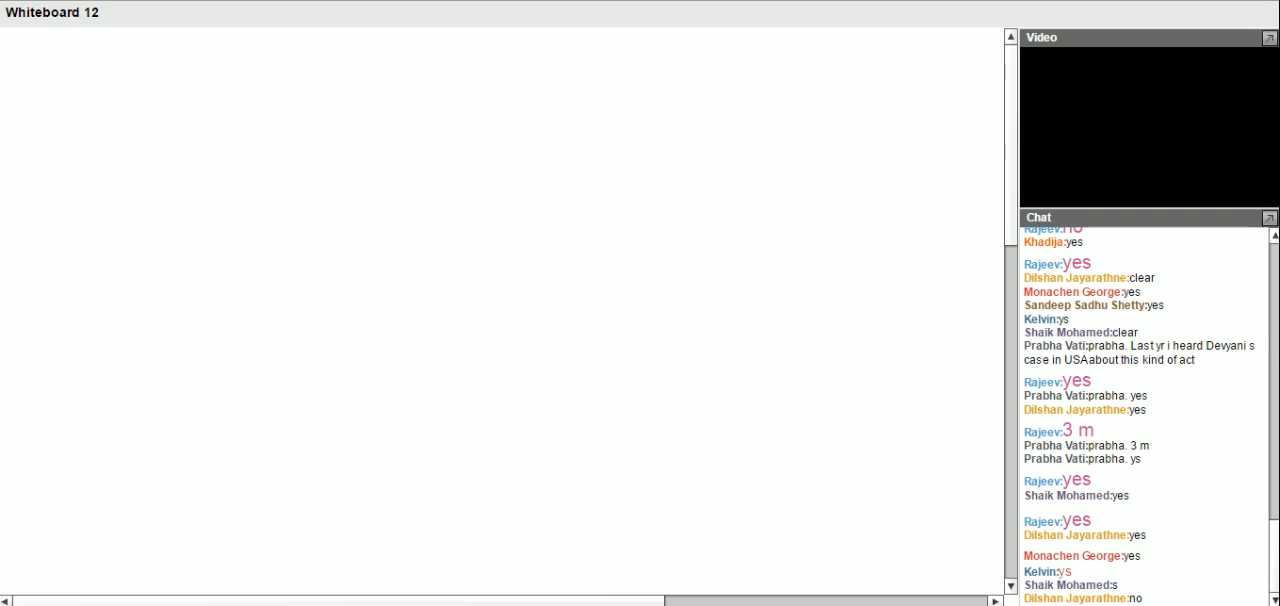 Whiteboard 12
Video
Chat
Rajeev:no
Khadija:yes
Rajeev:yes
Dilshan Jayarathne:clear
Monachen George:yes
Sandeep Sadhu Shetty:yes
Kelvin:ys
Shaik Mohamed:clear
Prabha Vati:prabha. Last yr i heard Devyani s
case in USAabout this kind of act
Rajeev:yes
Prabha Vati:prabha. yes
Dilshan Jayarathne:yes
Rajeev:3 m
Prabha Vati:prabha. 3 m
Prabha Vati:prabha. ys
Rajeev:yes
Shaik Mohamed:yes
Rajeev:yes
Dilshan Jayarathne:yes
Monachen George:yes
Kelvin:ys
Shaik Mohamed:s
Dilshan Jayarathne:no